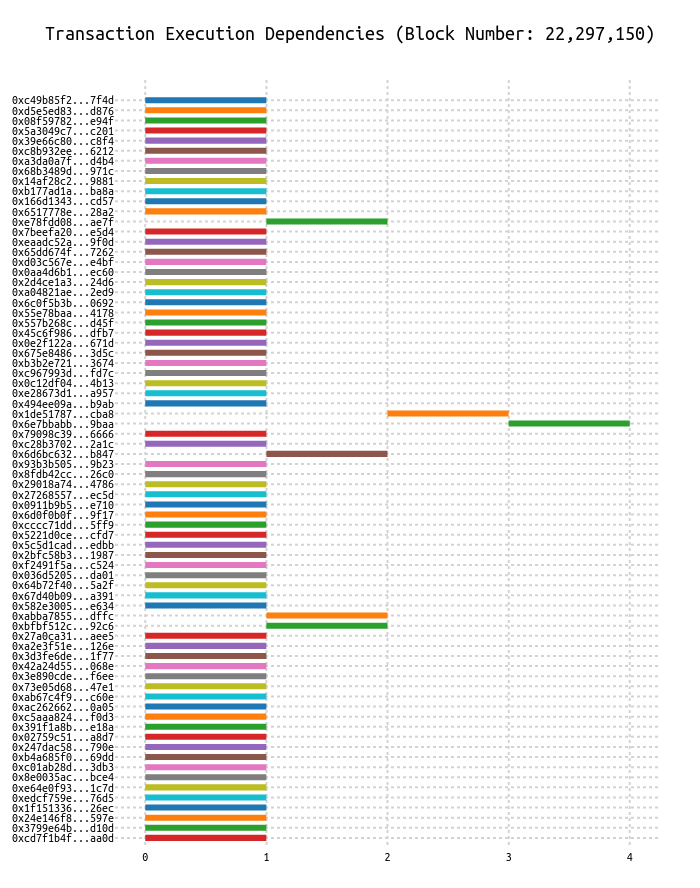 Transaction Execution Dependencies (Block Number: 22,297,150)
0xc49b85f2...7f4d
0xd5e5ed83...d876
0x08f59782...e94f
0x5a3049c7...c201
0x39e66c80...c8f4
0xc8b932ee...6212
0xa3da0a7f...d4b4
0x68b3489d...971c
0x14af28c2...9881
0xb177ad1a...ba8a
0x166d1343...cd57
0x6517778e...28a2
0xe78fdd08...ae7f
0x7beefa20...e5d4
0xeaadc52a...9f0d
0x65dd674f...7262
0xd03c567e...e4bf
0x0aa4d6b1...ec60
0x2d4ce1a3...24d6
0xa04821ae...2ed9
0x6c0f5b3b...0692
0x55e78baa...4178
0x557b268c...d45f
0x45c6f986...dfb7
0x0e2f122a...671d
0x675e8486...3d5c
0xb3b2e721...3674
0xc967993d...fd7c
0x0c12df04...4b13
0xe28673d1...a957
0x494ee09a...b9ab
0x1de51787...cba8
0x6e7bbabb...9baa
0x79098c39...6666
0xc28b3702...2a1c
0x6d6bc632...b847
0x93b3b505...9b23
0x8fdb42cc...26c0
0x29018a74...4786
0x27268557...ec5d
0x0911b9b5...e710
0x6d0f0b0f...9f17
0xcccc71dd...5ff9
0x5221d0ce...cfd7
0x5c5d1cad...edbb
0x2bfc58b3...1987
0xf2491f5a...c524
0x036d5205...da01
0x64b72f40...5a2f
0x67d40b09...a391
0x582e3005...e634
0xabba7855...dffc
0xbfbf512c...92c6
0x27a0ca31...aee5
0xa2e3f51e...126e
0x3d3fe6de...1f77
0x42a24d55...068e
0x3e890cde...f6ee
0x73e05d68...47e1
0xab67c4f9...c60e
0xac262662...0a05
0xc5aaa824...f0d3
0x391f1a8b...e18a
0x02759c51...a8d7
0x247dac58...790e
0xb4a685f0...69dd
0xc01ab28d...3db3
0x8e0035ac...bce4
0xe64e0f93...1c7d
0xedcf759e...76d5
0x1f151336...26ec
0x24e146f8...597e
0x3799e64b...d10d
0xcd7f1b4f...aa0d
0 1 2 3 4